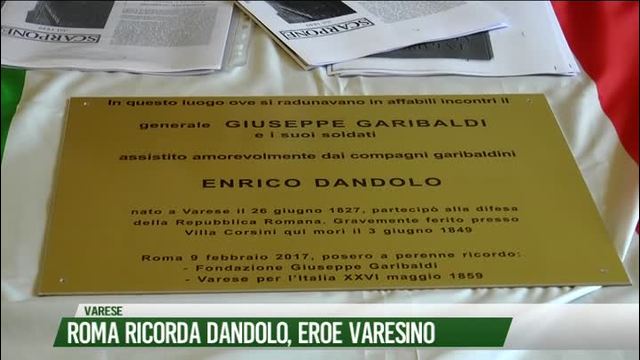 SCARPONE
SCARPONE
In questo luogo ove si radunavano in affabili incontri il
generale GIUSEPPE GARIBALDI
e i suoi soldati
assistito amorevolmente dai compagni garibaldini
ENRICO DANDOLO
nato a Varese il 26 giugno 1827, partecipò alla difesa
della Repubblica Romana. Gravemente ferito presso
Villa Corsini qui morì il 3 giugno 1849
Roma 9 febbraio 2017, posero a perenne ricordo:
- Fondazione Giuseppe Garibaldi
- Varese per l'Italia XXVI maggio 1859
VARESE
ROMA RICORDA DANDOLO, EROE VARESINO